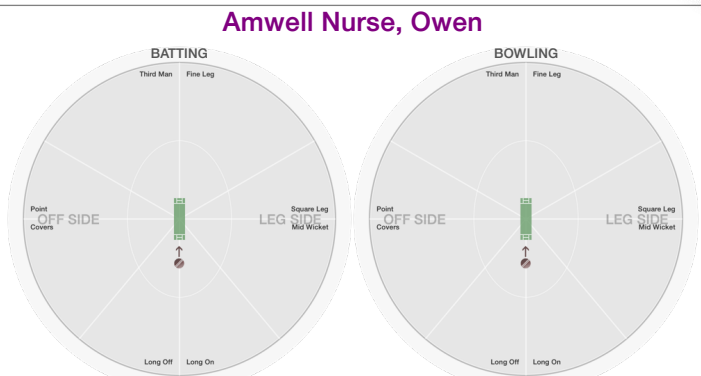 Amwell Nurse, Owen
BATTING
Third Man Fine Leg
Point
OFF SIDE
Covers
Square Leg
LEG SIDE
Mid Wicket
Long Off Long On
BOWLING
Third Man Fine Leg
Point
OFF SIDE
Covers
Square Leg
LEG SIDE
Mid Wicket
Long Off Long On